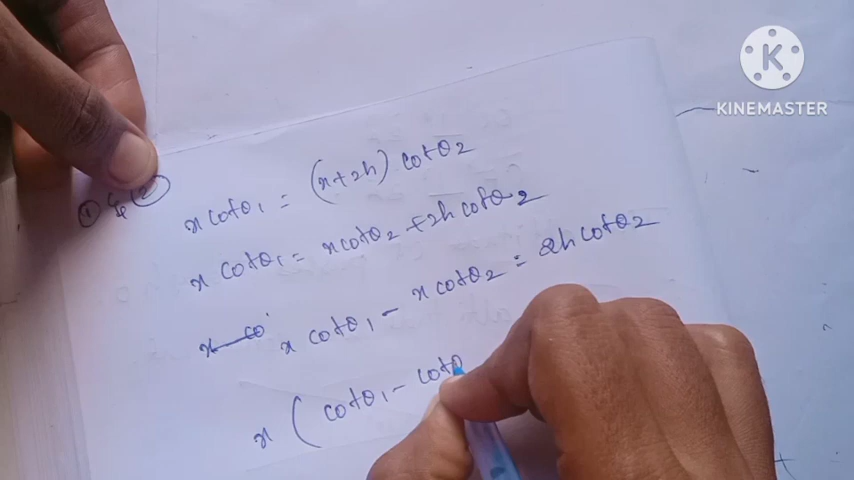 K
KINEMASTER
① & ② x cotθ₁ = (x+2h) cotθ₂
x cotθ₁ = x cotθ₂ + 2h cotθ₂
x cotθ₁ - x cotθ₂ = 2h cotθ₂
x ( cotθ₁ - cotθ